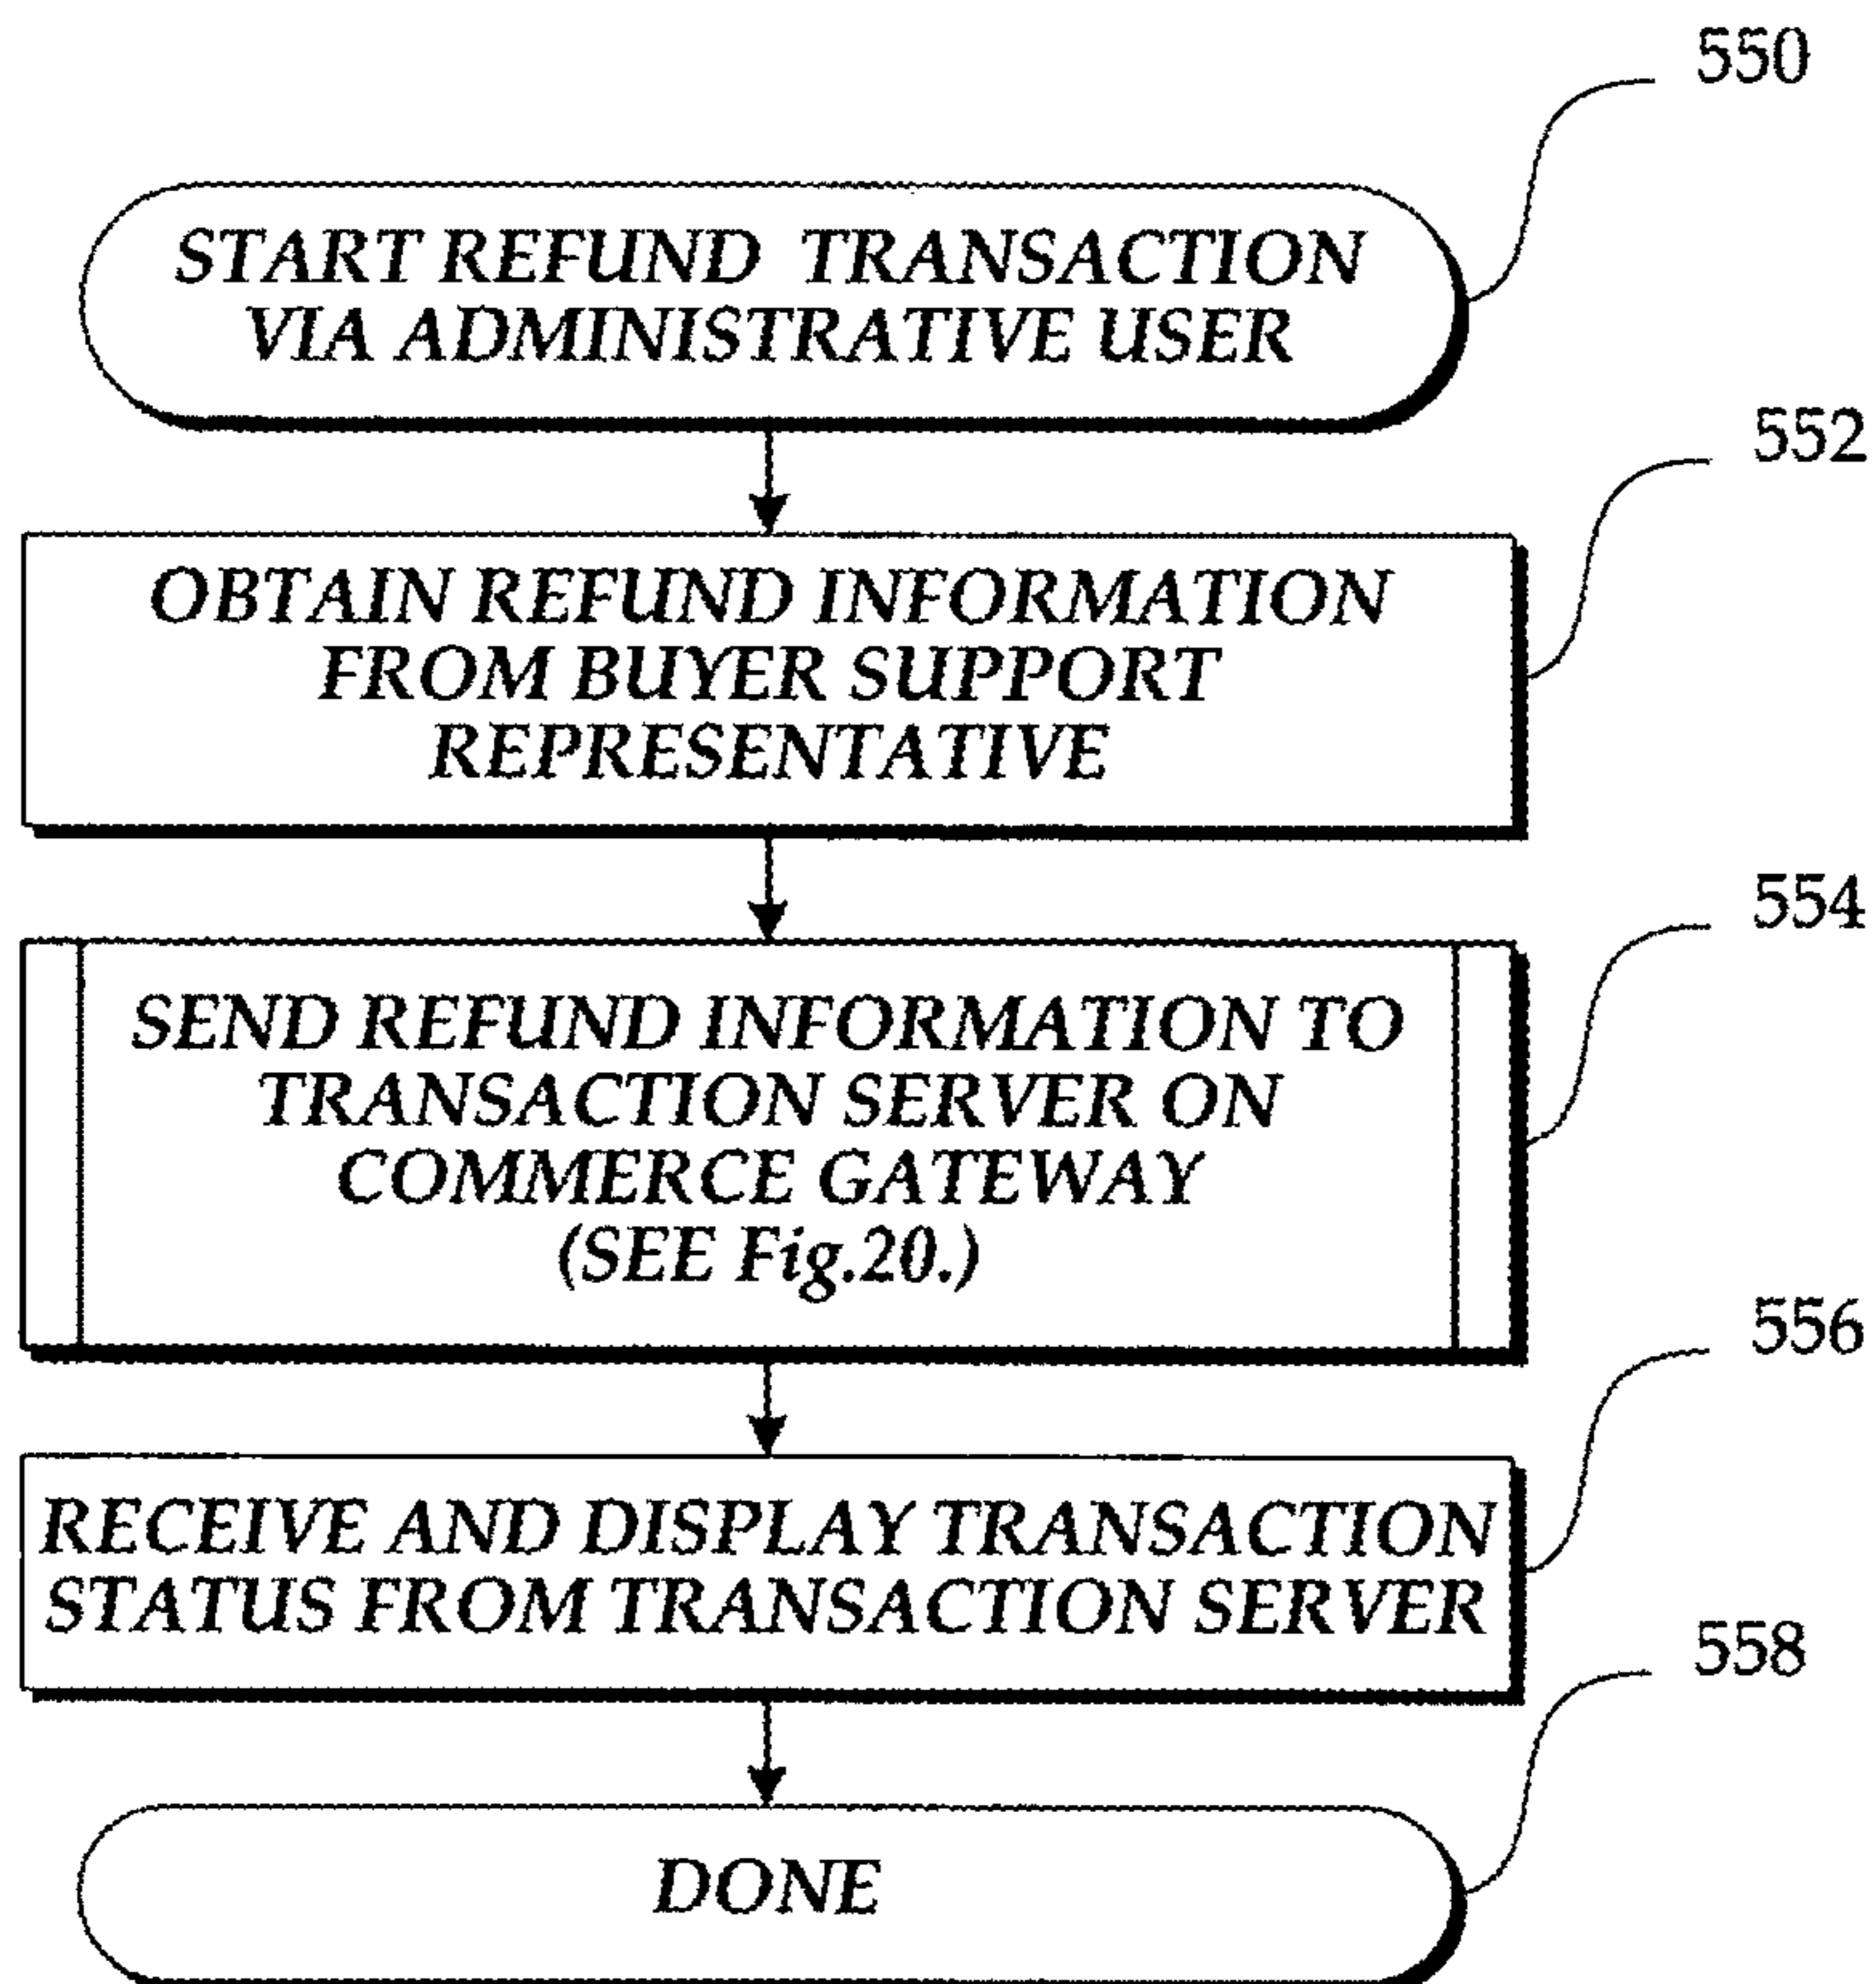 550
START REFUND TRANSACTION
VIA ADMINISTRATIVE USER
552
OBTAIN REFUND INFORMATION
FROM BUYER SUPPORT
REPRESENTATIVE
554
SEND REFUND INFORMATION TO
TRANSACTION SERVER ON
COMMERCE GATEWAY
(SEE Fig.20.)
556
RECEIVE AND DISPLAY TRANSACTION
STATUS FROM TRANSACTION SERVER
558
DONE